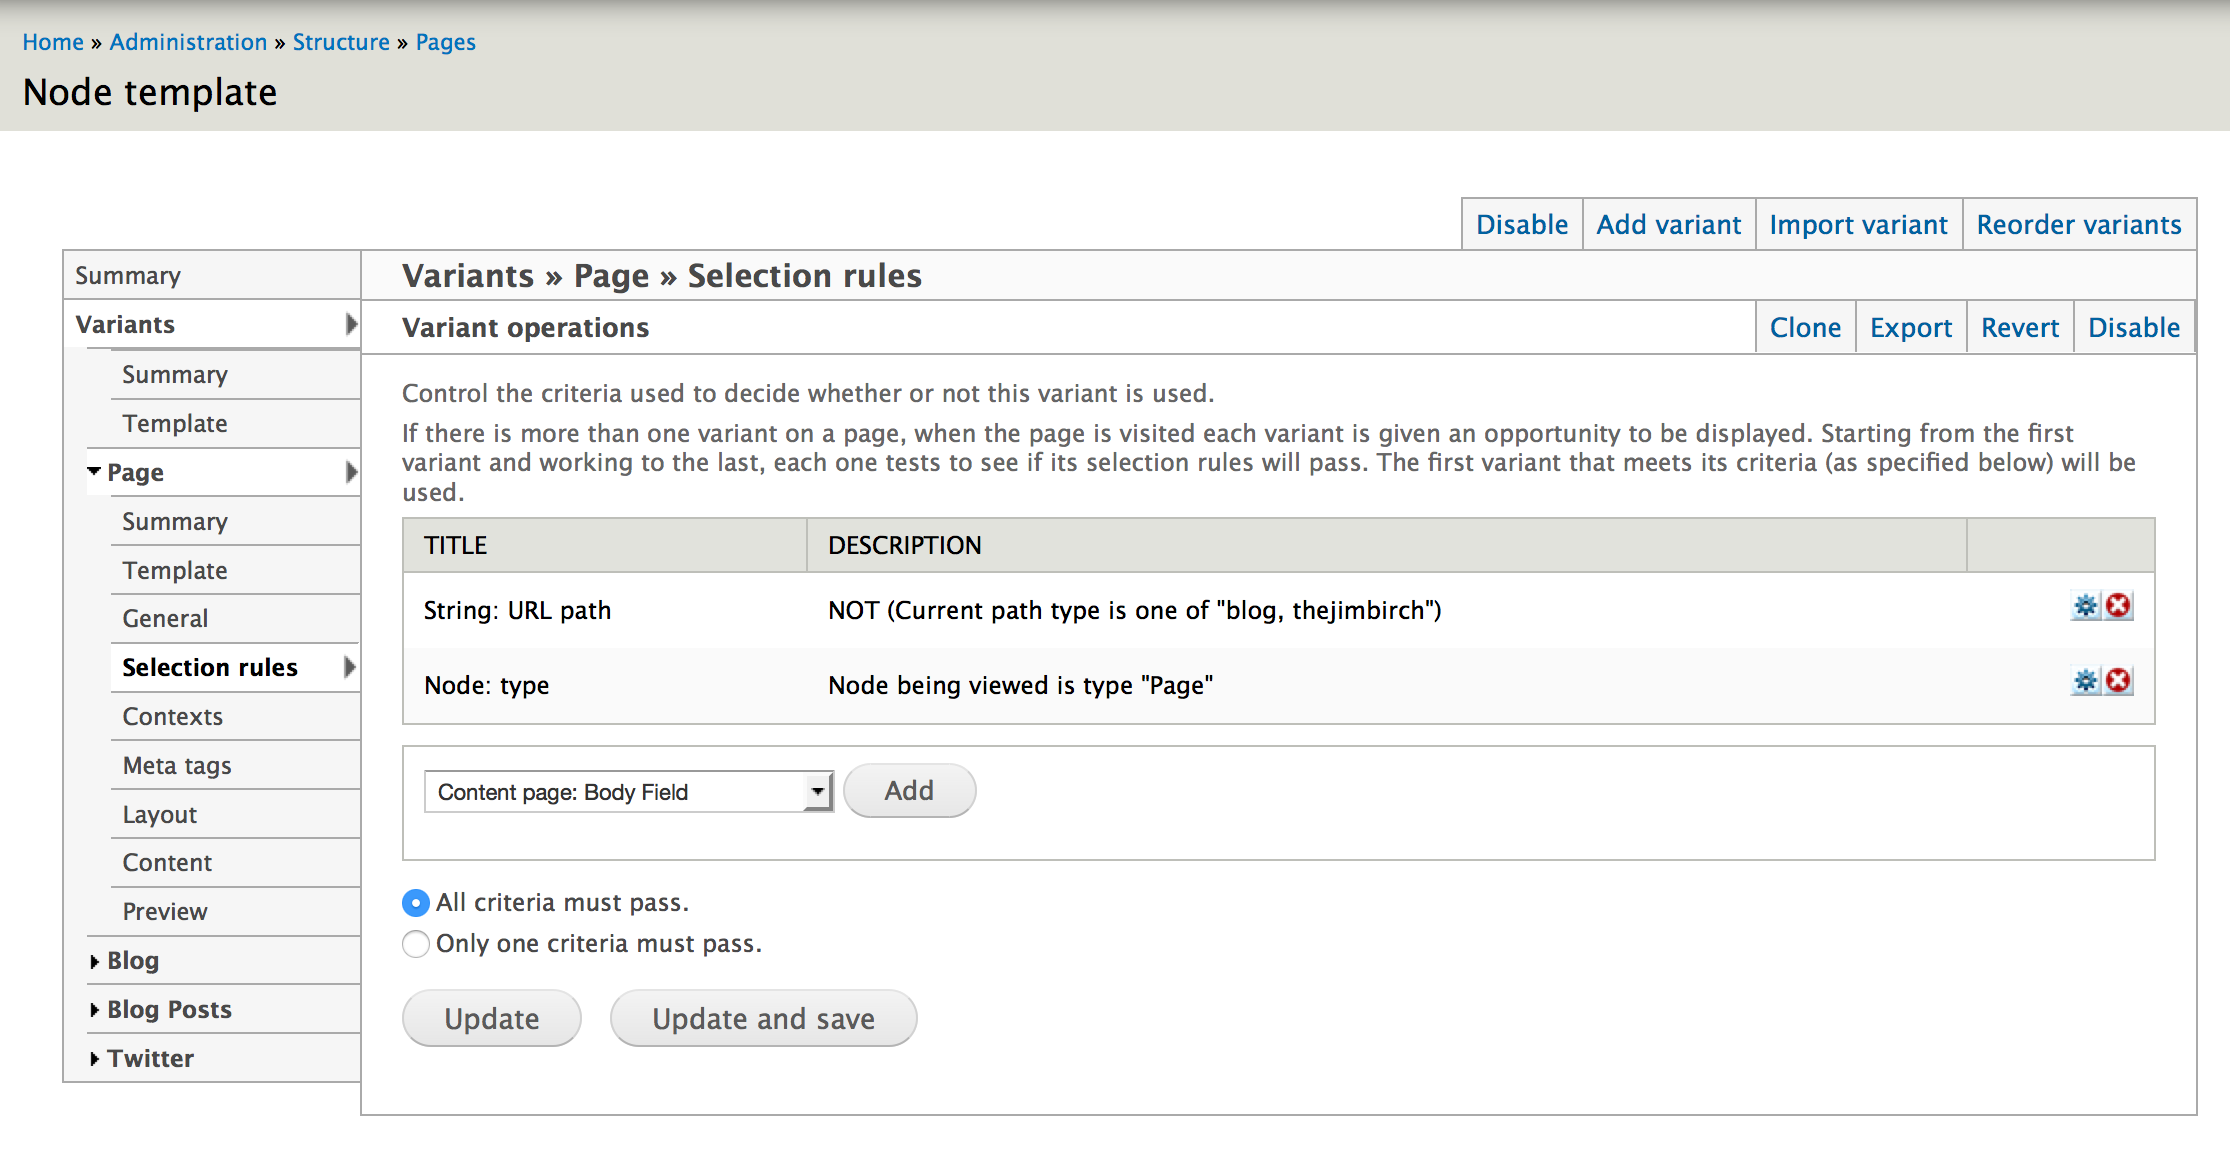 Home » Administration » Structure » Pages
Node template
Disable
Add variant
Import variant
Reorder variants
Summary
Variants
Summary
Template
Page
Summary
Template
General
Selection rules
Contexts
Meta tags
Layout
Content
Preview
Blog
Blog Posts
Twitter
Variants » Page » Selection rules
Variant operations
Clone
Export
Revert
Disable
Control the criteria used to decide whether or not this variant is used.
If there is more than one variant on a page, when the page is visited each variant is given an opportunity to be displayed. Starting from the first
variant and working to the last, each one tests to see if its selection rules will pass. The first variant that meets its criteria (as specified below) will be
used.
TITLE DESCRIPTION
String: URL path NOT (Current path type is one of "blog, thejimbirch")
Node: type Node being viewed is type "Page"
Content page: Body Field Add
All criteria must pass.
Only one criteria must pass.
Update Update and save